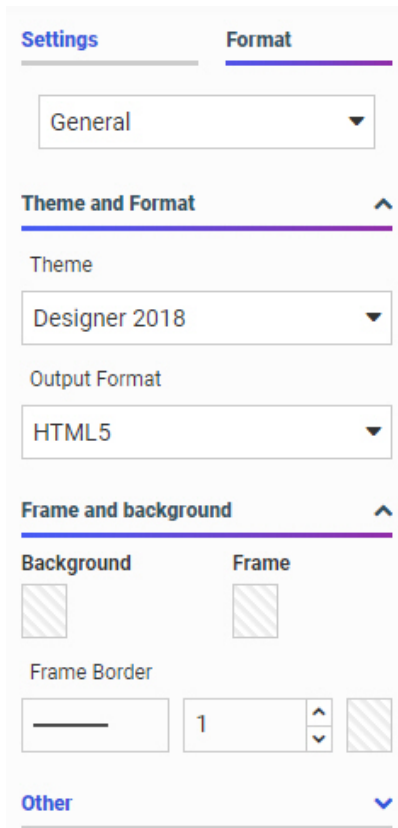 Settings Format
General
Theme and Format
Theme
Designer 2018
Output Format
HTML5
Frame and background
Background Frame
Frame Border
1
Other